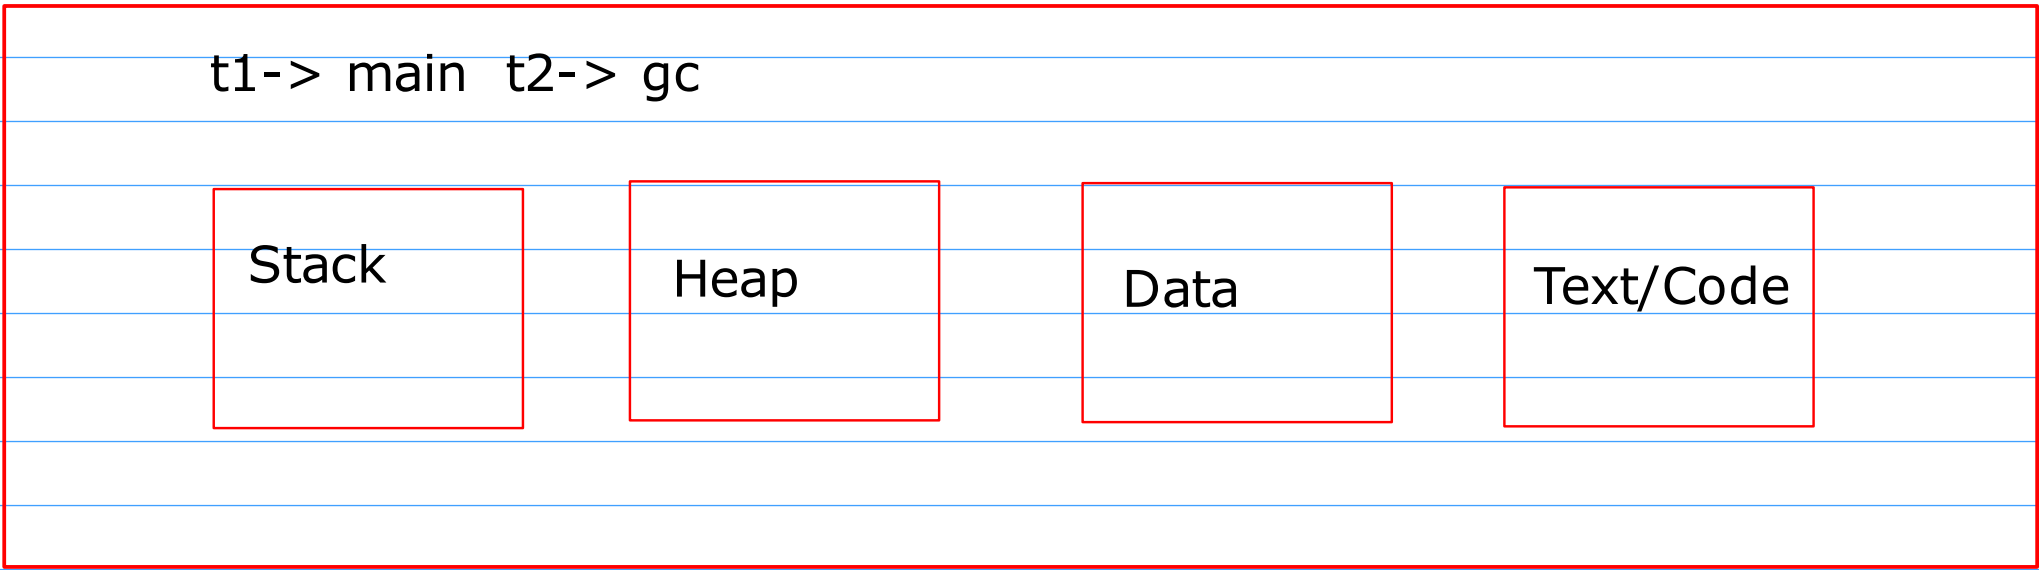 t1-> main t2-> gc
Stack
Heap
Data
Text/Code